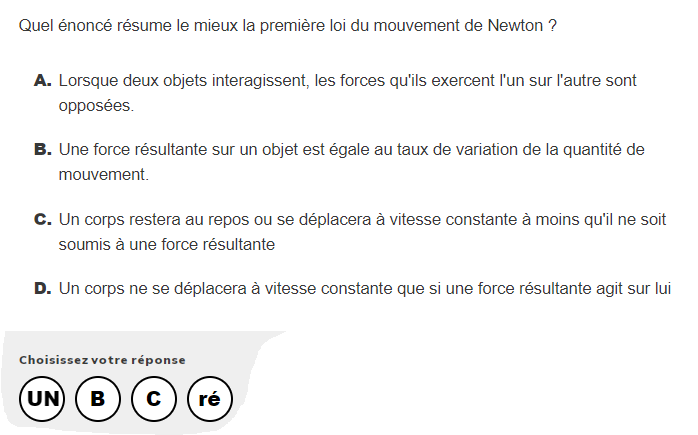 Quel énoncé résume le mieux la première loi du mouvement de Newton ?
A. Lorsque deux objets interagissent, les forces qu'ils exercent l'un sur l'autre sont
opposées.
B. Une force résultante sur un objet est égale au taux de variation de la quantité de
mouvement.
C. Un corps restera au repos ou se déplacera à vitesse constante à moins qu'il ne soit
soumis à une force résultante
D. Un corps ne se déplacera à vitesse constante que si une force résultante agit sur lui
Choisissez votre réponse
UN B C ré